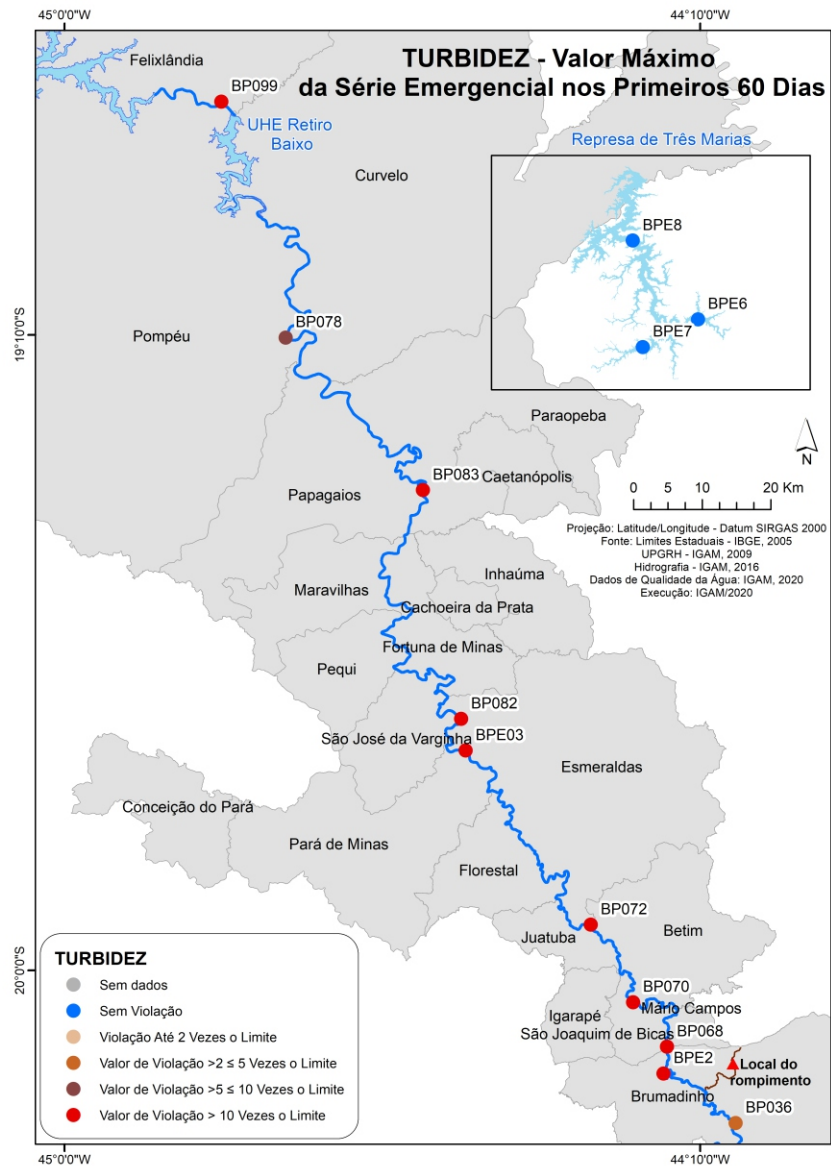 45°0'0"W
44°10'0"W
TURBIDEZ - Valor Máximo
da Série Emergencial nos Primeiros 60 Dias
Felixlândia
BP099
UHE Retiro
Baixo
Represa de Três Marias
Curvelo
BPE8
BPE6
BPE7
BP078
Pompéu
19°10'0"S
Paraopeba
BP083
Caetanópolis
Papagaios
N
0 5 10 20 Km
Projeção: Latitude/Longitude - Datum SIRGAS 2000
Fonte: Limites Estaduais - IBGE, 2005
UPGRH - IGAM, 2009
Hidrografia - IGAM, 2016
Dados de Qualidade da Água: IGAM, 2020
Execução: IGAM/2020
Inhaúma
Maravilhas
Cachoeira da Prata
Fortuna de Minas
Pequi
BP082
São José da Varginha
BPE03
Esmeraldas
Conceição do Pará
Pará de Minas
Florestal
BP072
Juatuba
Betim
20°0'0"S
BP070
Mário Campos
Igarapé
São Joaquim de Bicas
BP068
BPE2
Local do
rompimento
Brumadinho
BP036
TURBIDEZ
Sem dados
Sem Violação
Violação Até 2 Vezes o Limite
Valor de Violação >2 ≤ 5 Vezes o Limite
Valor de Violação >5 ≤ 10 Vezes o Limite
Valor de Violação > 10 Vezes o Limite
45°0'0"W
44°10'0"W